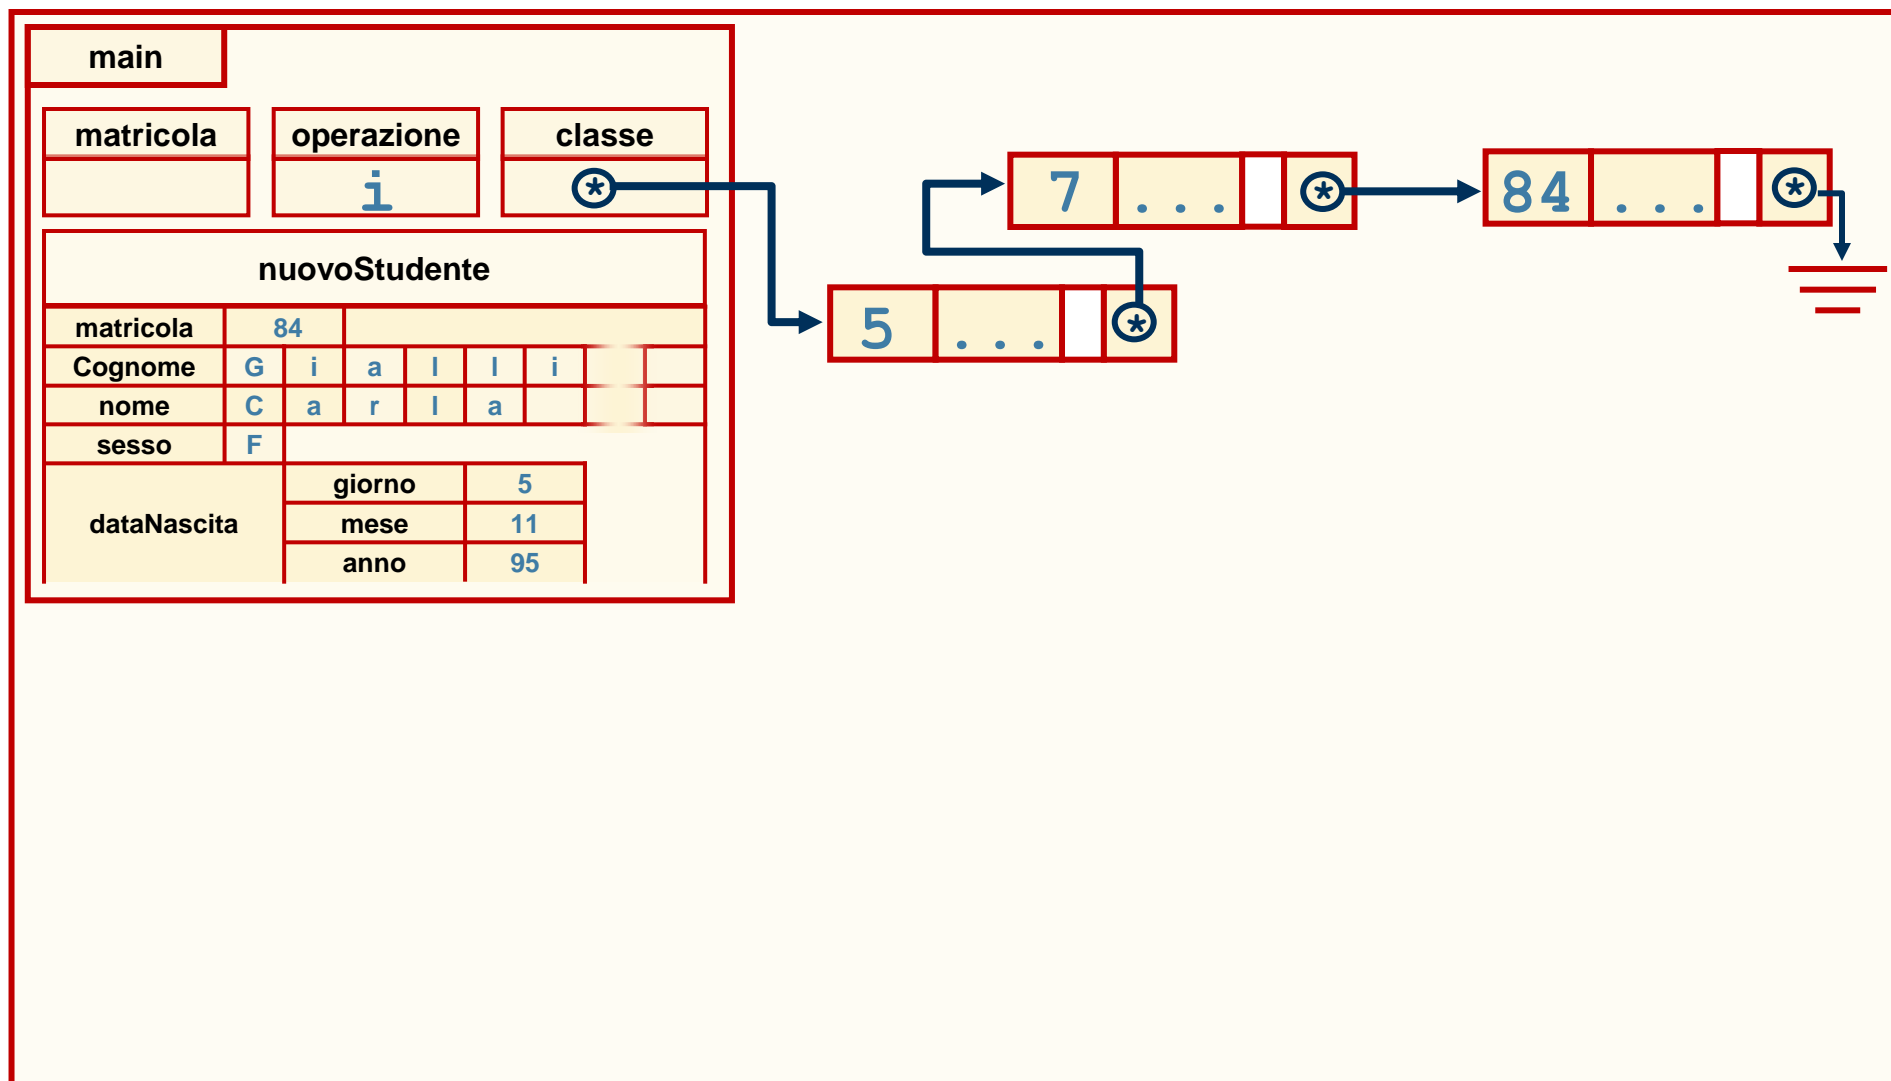 main
matricola operazione classe
i *
nuovoStudente
matricola 84
Cognome G i a l l i
nome C a r l a
sesso F
dataNascita
giorno 5
mese 11
anno 95
7 ... *
84 ... *
5 ... *